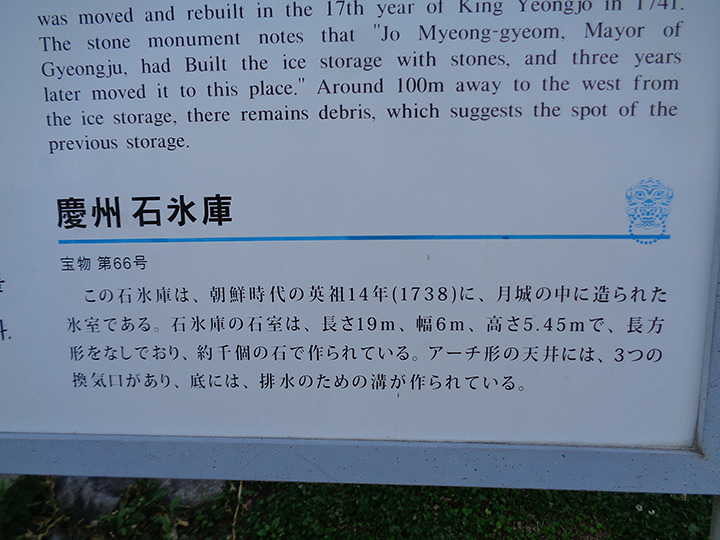 was moved and rebuilt in the 17th year of King Yeongjo in 1741.
The stone monument notes that "Jo Myeong-gyeom, Mayor of
Gyeongju, had Built the ice storage with stones, and three years
later moved it to this place." Around 100m away to the west from
the ice storage, there remains debris, which suggests the spot of the
previous storage.
慶州 石氷庫
宝物 第66号
この石氷庫は、朝鮮時代の英祖14年(1738)に、月城の中に造られた
氷室である。石氷庫の石室は、長さ19m、幅6m、高さ5.45mで、長方
形をなしでおり、約千個の石で作られている。アーチ形の天井には、3つの
換気口があり、底には、排水のための溝が作られている。